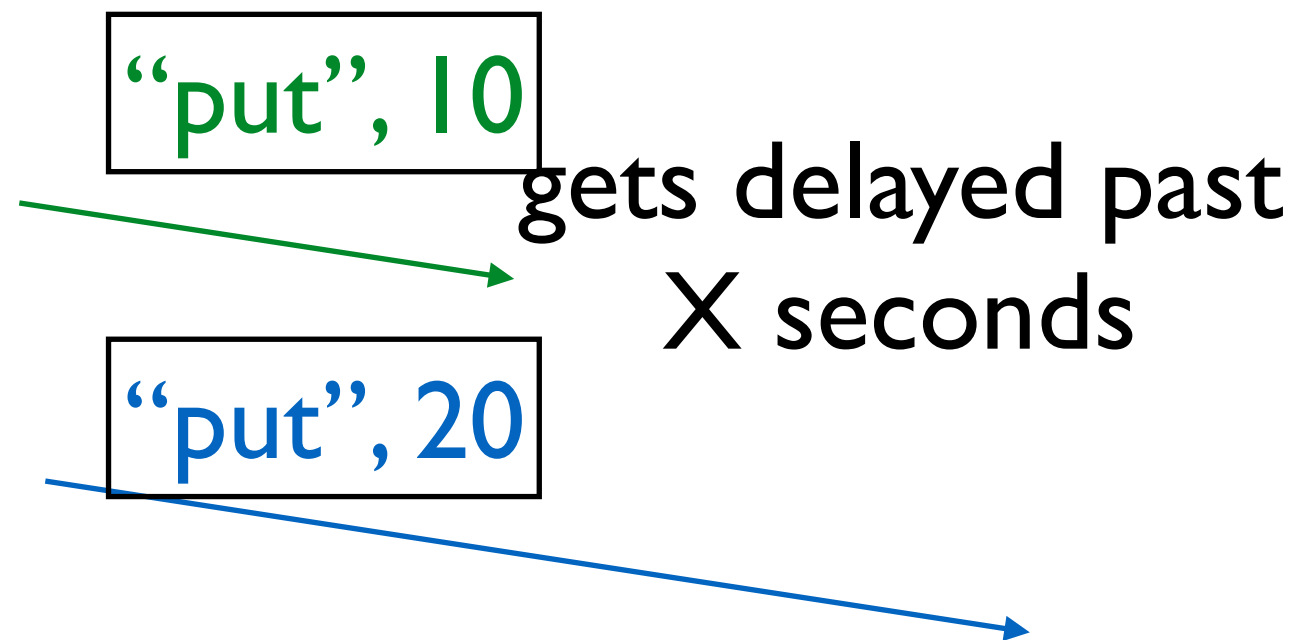 “put”, 10
gets delayed past
X seconds
“put”, 20